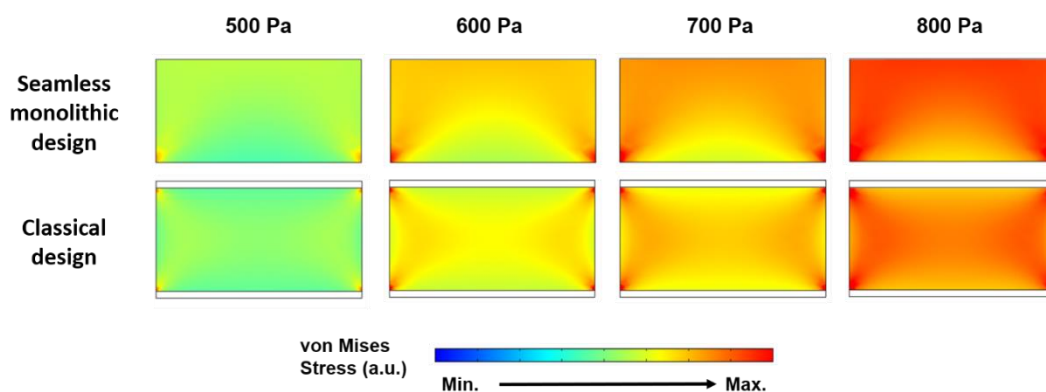 500 Pa
600 Pa
700 Pa
800 Pa
Seamless
monolithic
design
Classical
design
von Mises
Stress (a.u.)
Min.
Max.